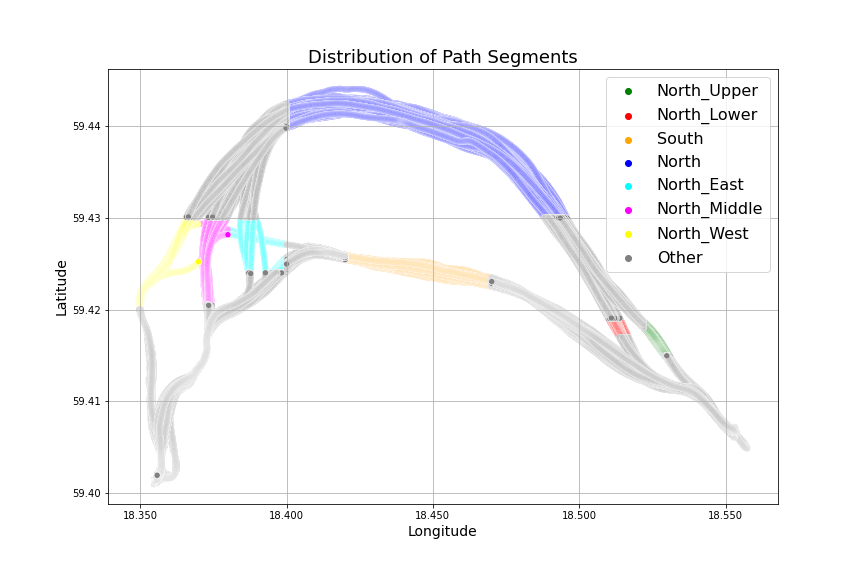 Distribution of Path Segments
North_Upper
North_Lower
South
North
North_East
North_Middle
North_West
Other
Latitude
59.44
59.43
59.42
59.41
59.40
18.350 18.400 18.450 18.500 18.550
Longitude